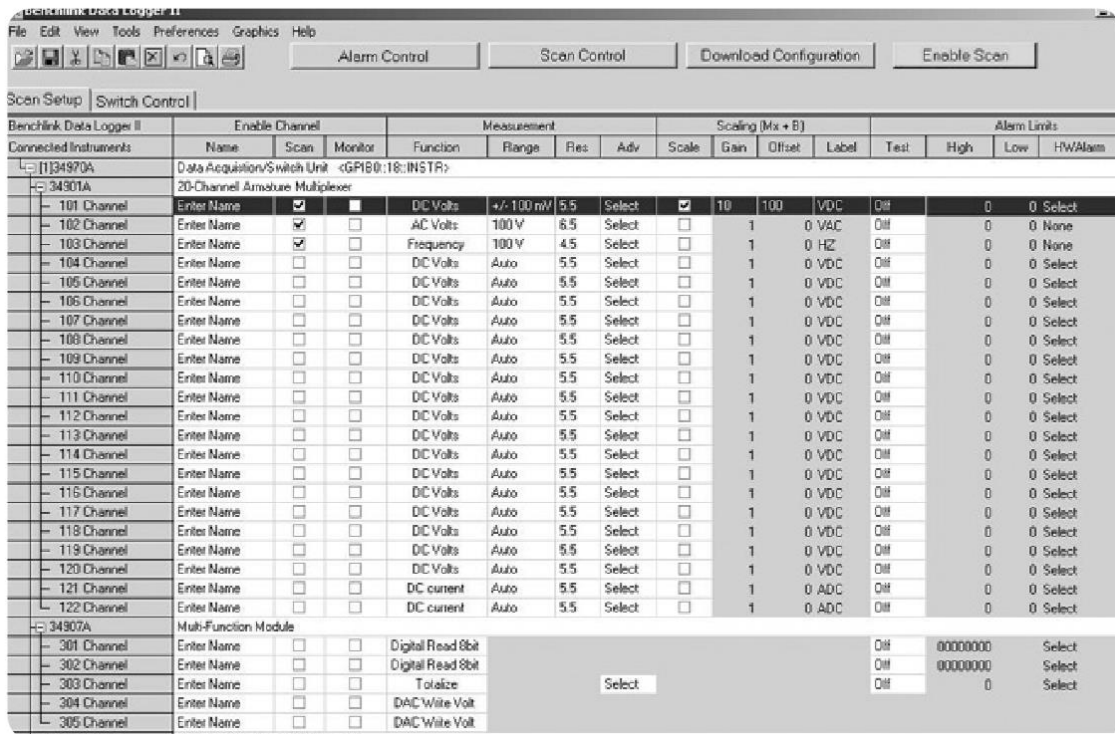 Benchlink Data Logger II
File Edit View Tools Preferences Graphics Help
Alarm Control Scan Control Download Configuration Enable Scan
Scan Setup Switch Control
Benchlink Data Logger II Enable Channel Measurement Scaling (Mx + B) Alarm Limits
Connected Instruments Name Scan Monitor Function Range Res Adv Scale Gain Offset Label Test High Low HWAlarm
[1]34970A Data Acquistion/Switch Unit <GPIB0::18::INSTR>
34901A 20-Channel Armature Multiplexer
101 Channel Enter Name DC Volts +/- 100 mV 5.5 Select 10 100 VDC Off 0 0 Select
102 Channel Enter Name AC Volts 100 V 6.5 Select 1 0 VAC Off 0 0 None
103 Channel Enter Name Frequency 100 V 4.5 Select 1 0 HZ Off 0 0 None
104 Channel Enter Name DC Volts Auto 5.5 Select 1 0 VDC Off 0 0 Select
105 Channel Enter Name DC Volts Auto 5.5 Select 1 0 VDC Off 0 0 Select
106 Channel Enter Name DC Volts Auto 5.5 Select 1 0 VDC Off 0 0 Select
107 Channel Enter Name DC Volts Auto 5.5 Select 1 0 VDC Off 0 0 Select
108 Channel Enter Name DC Volts Auto 5.5 Select 1 0 VDC Off 0 0 Select
109 Channel Enter Name DC Volts Auto 5.5 Select 1 0 VDC Off 0 0 Select
110 Channel Enter Name DC Volts Auto 5.5 Select 1 0 VDC Off 0 0 Select
111 Channel Enter Name DC Volts Auto 5.5 Select 1 0 VDC Off 0 0 Select
112 Channel Enter Name DC Volts Auto 5.5 Select 1 0 VDC Off 0 0 Select
113 Channel Enter Name DC Volts Auto 5.5 Select 1 0 VDC Off 0 0 Select
114 Channel Enter Name DC Volts Auto 5.5 Select 1 0 VDC Off 0 0 Select
115 Channel Enter Name DC Volts Auto 5.5 Select 1 0 VDC Off 0 0 Select
116 Channel Enter Name DC Volts Auto 5.5 Select 1 0 VDC Off 0 0 Select
117 Channel Enter Name DC Volts Auto 5.5 Select 1 0 VDC Off 0 0 Select
118 Channel Enter Name DC Volts Auto 5.5 Select 1 0 VDC Off 0 0 Select
119 Channel Enter Name DC Volts Auto 5.5 Select 1 0 VDC Off 0 0 Select
120 Channel Enter Name DC Volts Auto 5.5 Select 1 0 VDC Off 0 0 Select
121 Channel Enter Name DC current Auto 5.5 Select 1 0 ADC Off 0 0 Select
122 Channel Enter Name DC current Auto 5.5 Select 1 0 ADC Off 0 0 Select
34907A Multi-Function Module
301 Channel Enter Name Digital Read 8bit Off 00000000 Select
302 Channel Enter Name Digital Read 8bit Off 00000000 Select
303 Channel Enter Name Totalize Select Off 0 Select
304 Channel Enter Name DAC Write Volt
305 Channel Enter Name DAC Write Volt